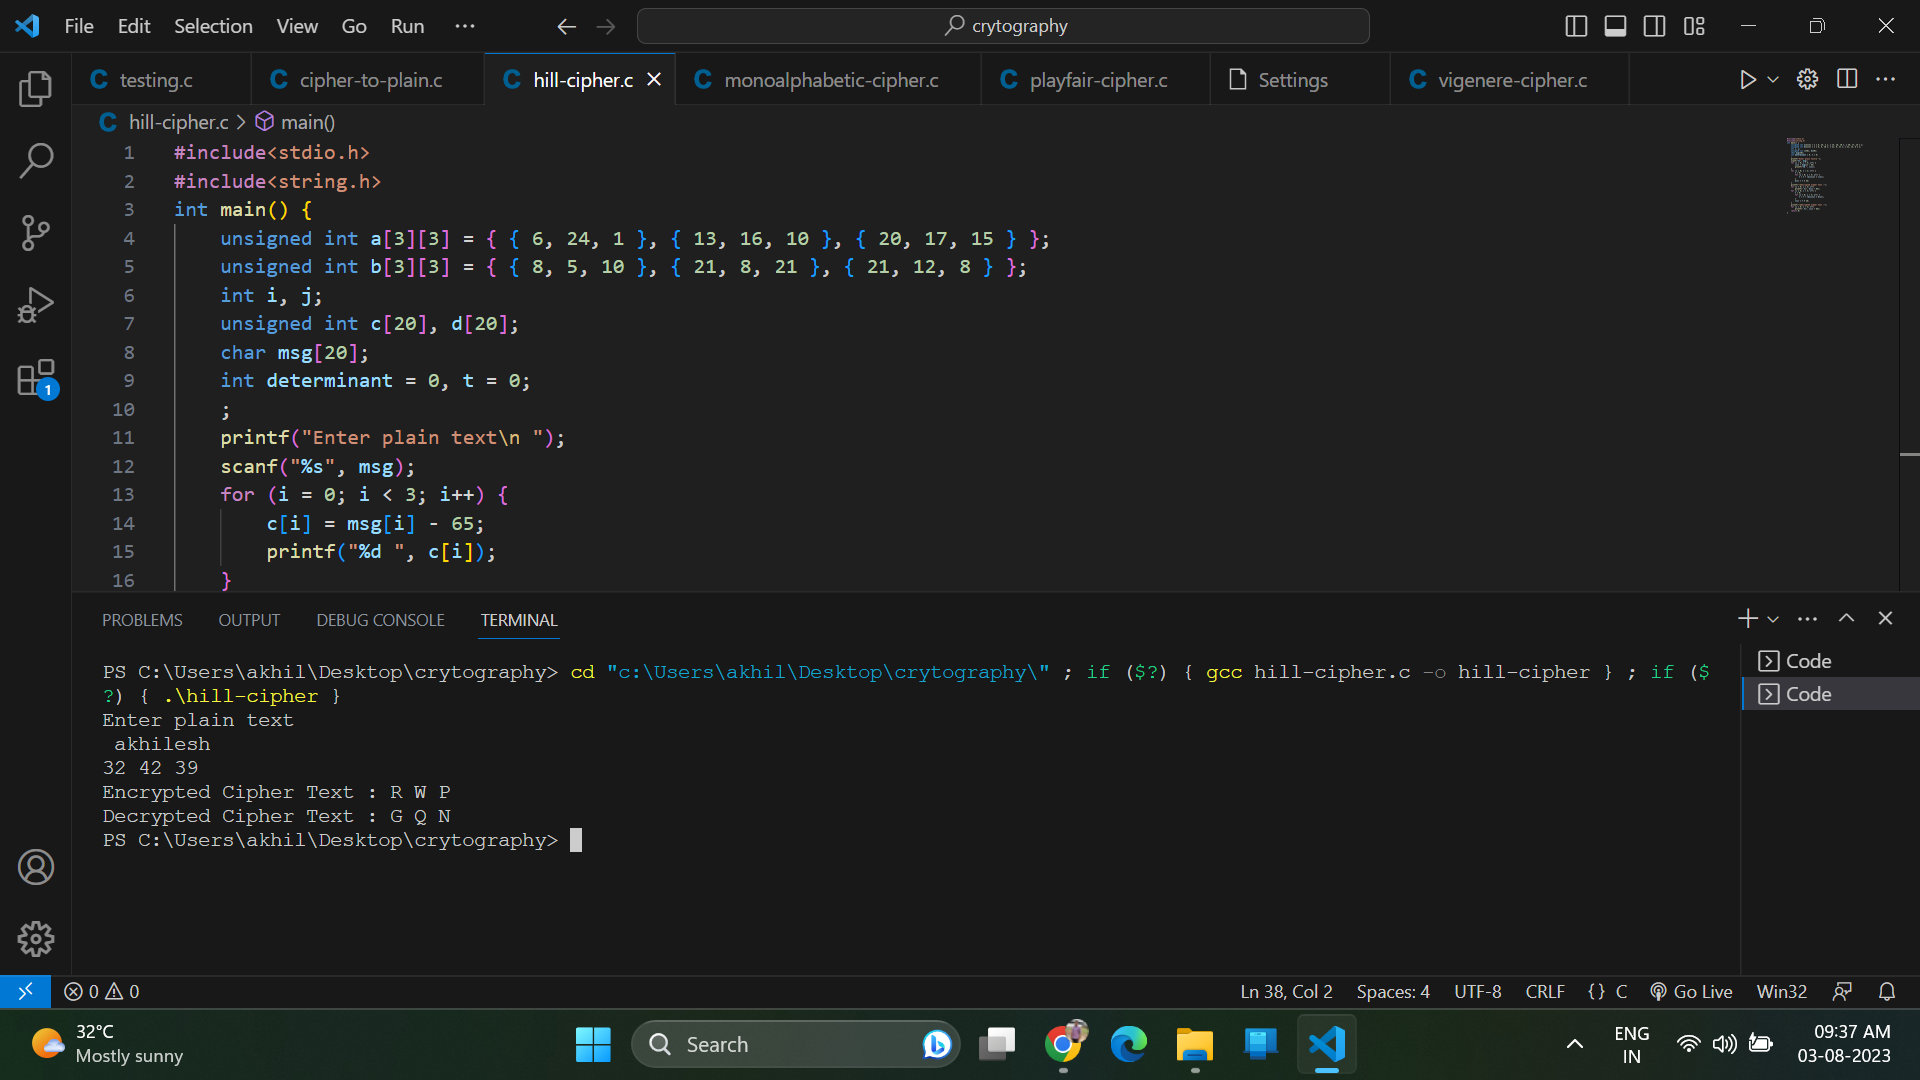 File Edit Selection View Go Run ··· crytography
testing.c cipher-to-plain.c hill-cipher.c monoalphabetic-cipher.c playfair-cipher.c Settings vigenere-cipher.c
hill-cipher.c > main()
1 #include<stdio.h>
2 #include<string.h>
3 int main() {
4 unsigned int a[3][3] = { { 6, 24, 1 }, { 13, 16, 10 }, { 20, 17, 15 } };
5 unsigned int b[3][3] = { { 8, 5, 10 }, { 21, 8, 21 }, { 21, 12, 8 } };
6 int i, j;
7 unsigned int c[20], d[20];
8 char msg[20];
9 int determinant = 0, t = 0;
10 ;
11 printf("Enter plain text\n ");
12 scanf("%s", msg);
13 for (i = 0; i < 3; i++) {
14 c[i] = msg[i] - 65;
15 printf("%d ", c[i]);
16 }
1
PROBLEMS OUTPUT DEBUG CONSOLE TERMINAL
PS C:\Users\akhil\Desktop\crytography> cd "c:\Users\akhil\Desktop\crytography\" ; if ($?) { gcc hill-cipher.c -o hill-cipher } ; if ($
?) { .\hill-cipher }
Enter plain text
akhilesh
32 42 39
Encrypted Cipher Text : R W P
Decrypted Cipher Text : G Q N
PS C:\Users\akhil\Desktop\crytography>
Code
Code
0 0 Ln 38, Col 2 Spaces: 4 UTF-8 CRLF {} C Go Live Win32
32°C
Mostly sunny
Search
ENG
IN
09:37 AM
03-08-2023